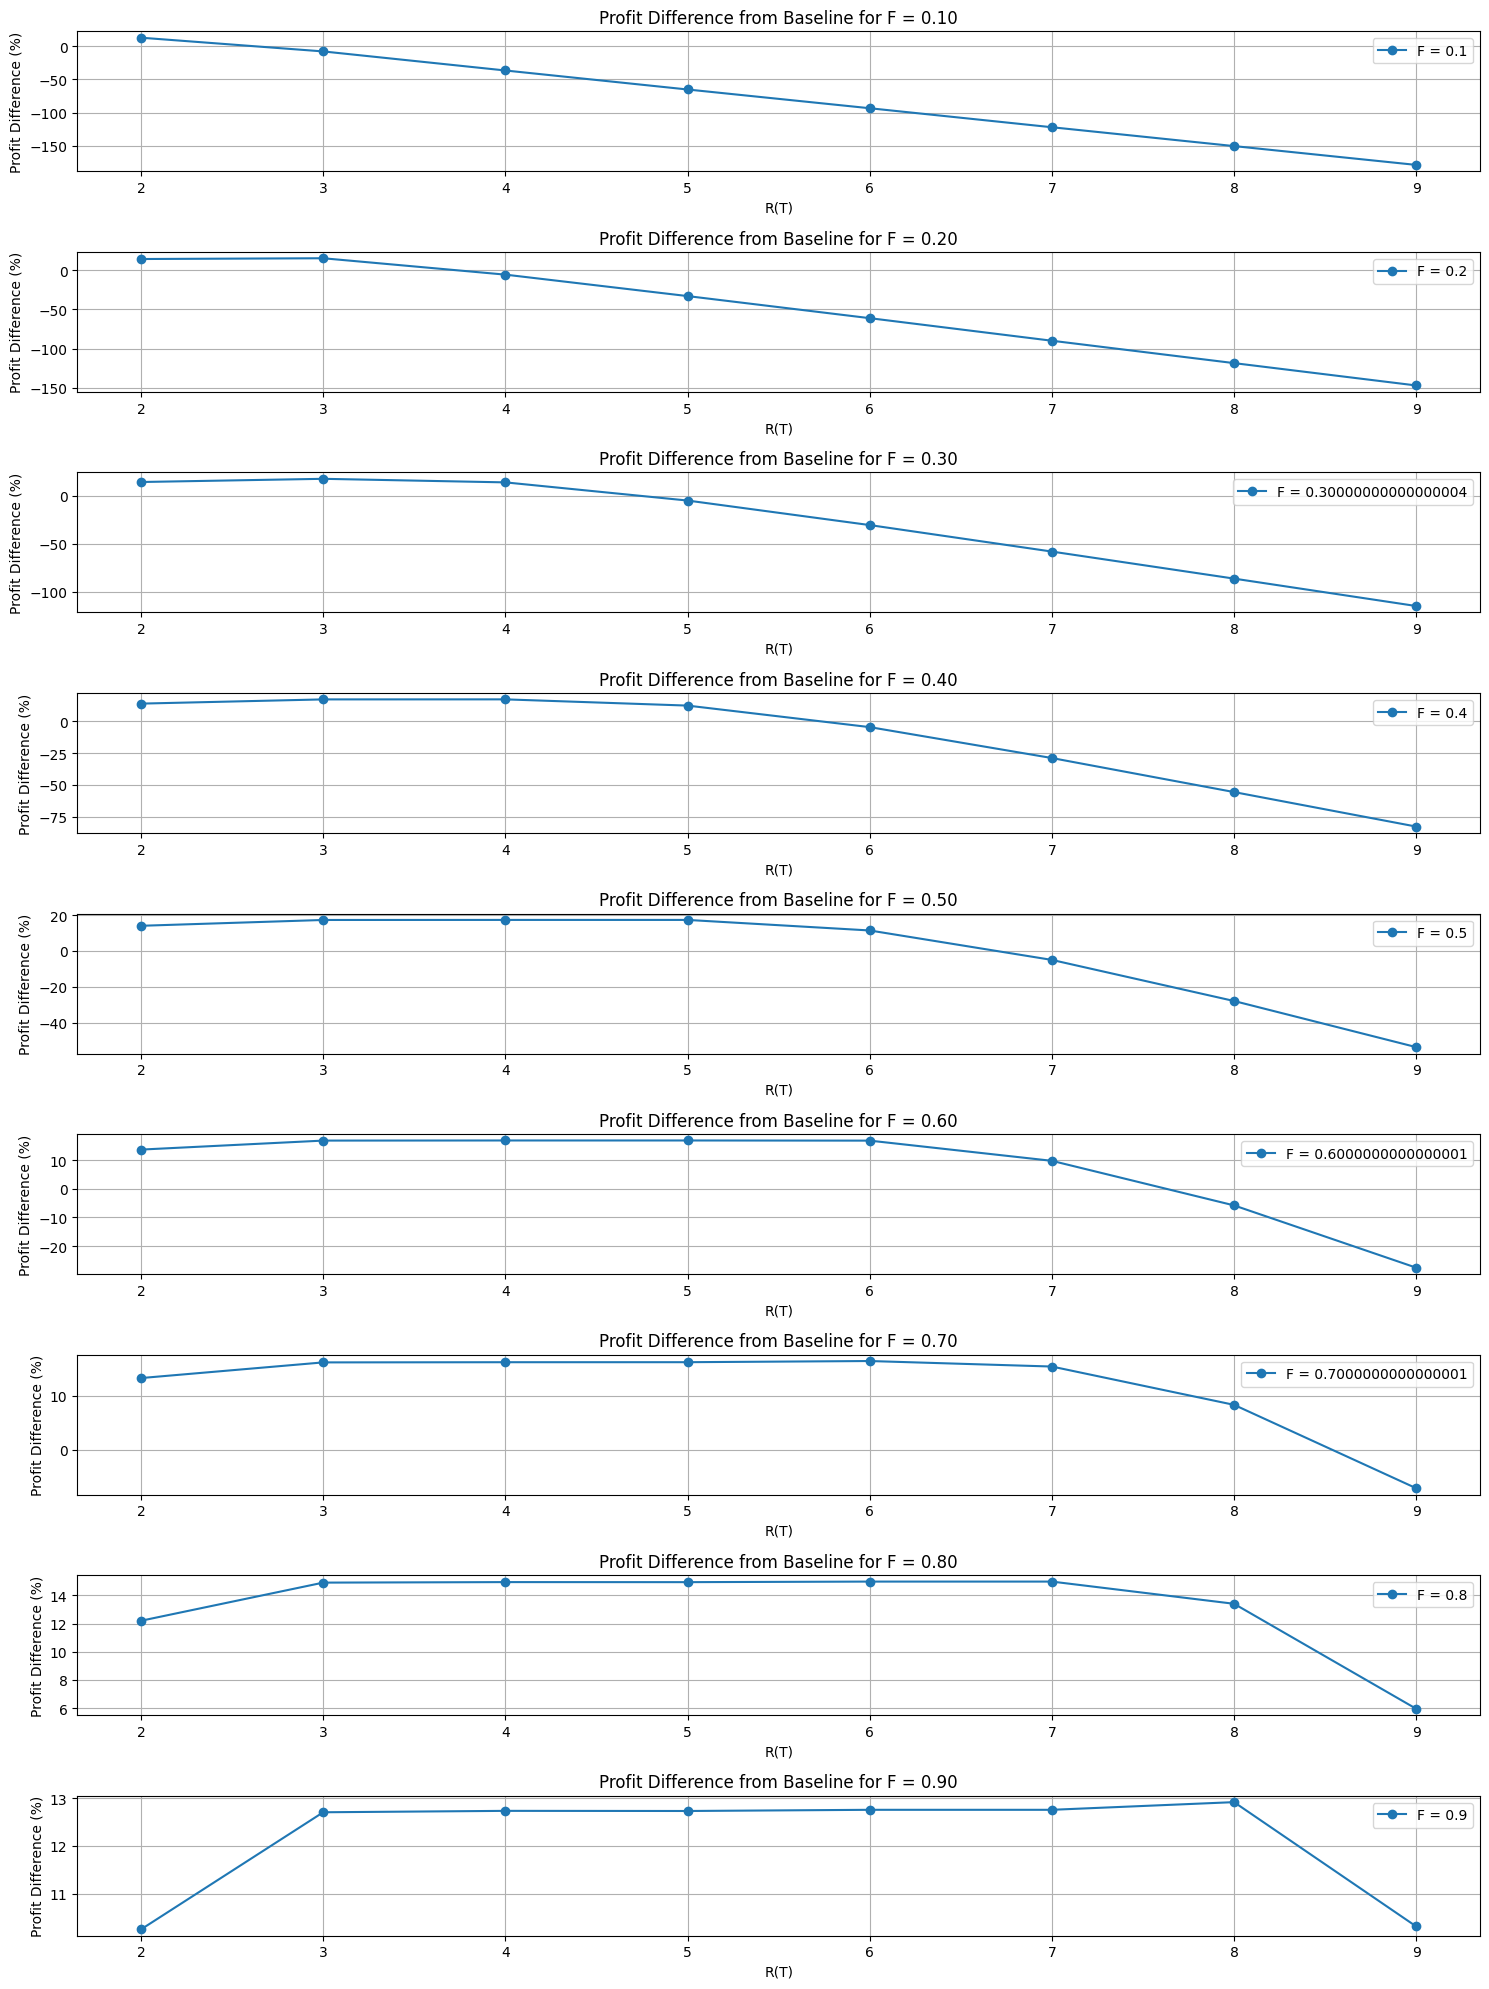 Profit Difference from Baseline for F = 0.10
Profit Difference (%)
0
−50
−100
−150
F = 0.1
2 3 4 5 6 7 8 9
R(T)
Profit Difference from Baseline for F = 0.20
Profit Difference (%)
0
−50
−100
−150
F = 0.2
2 3 4 5 6 7 8 9
R(T)
Profit Difference from Baseline for F = 0.30
Profit Difference (%)
0
−50
−100
F = 0.30000000000000004
2 3 4 5 6 7 8 9
R(T)
Profit Difference from Baseline for F = 0.40
Profit Difference (%)
0
−25
−50
−75
F = 0.4
2 3 4 5 6 7 8 9
R(T)
Profit Difference from Baseline for F = 0.50
Profit Difference (%)
20
0
−20
−40
F = 0.5
2 3 4 5 6 7 8 9
R(T)
Profit Difference from Baseline for F = 0.60
Profit Difference (%)
10
0
−10
−20
F = 0.6000000000000001
2 3 4 5 6 7 8 9
R(T)
Profit Difference from Baseline for F = 0.70
Profit Difference (%)
10
0
F = 0.7000000000000001
2 3 4 5 6 7 8 9
R(T)
Profit Difference from Baseline for F = 0.80
Profit Difference (%)
14
12
10
8
6
F = 0.8
2 3 4 5 6 7 8 9
R(T)
Profit Difference from Baseline for F = 0.90
Profit Difference (%)
13
12
11
F = 0.9
2 3 4 5 6 7 8 9
R(T)